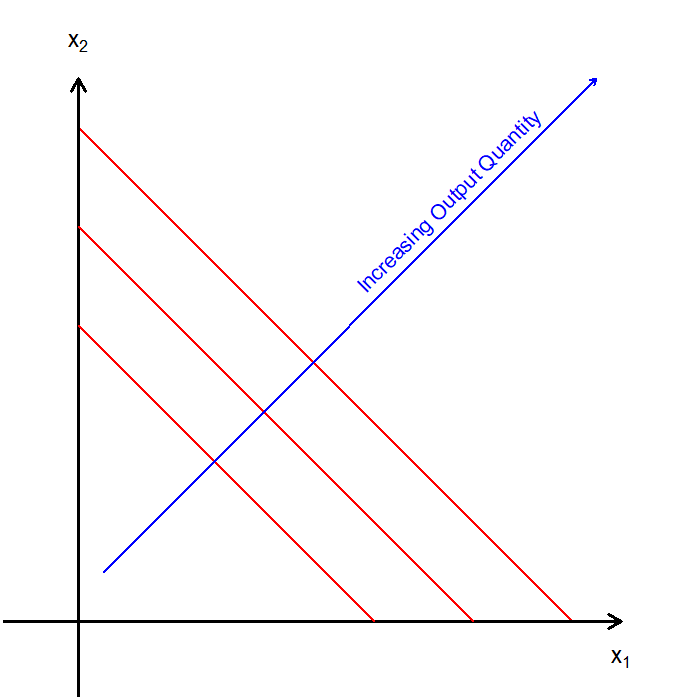 x₂
Increasing Output Quantity
x₁